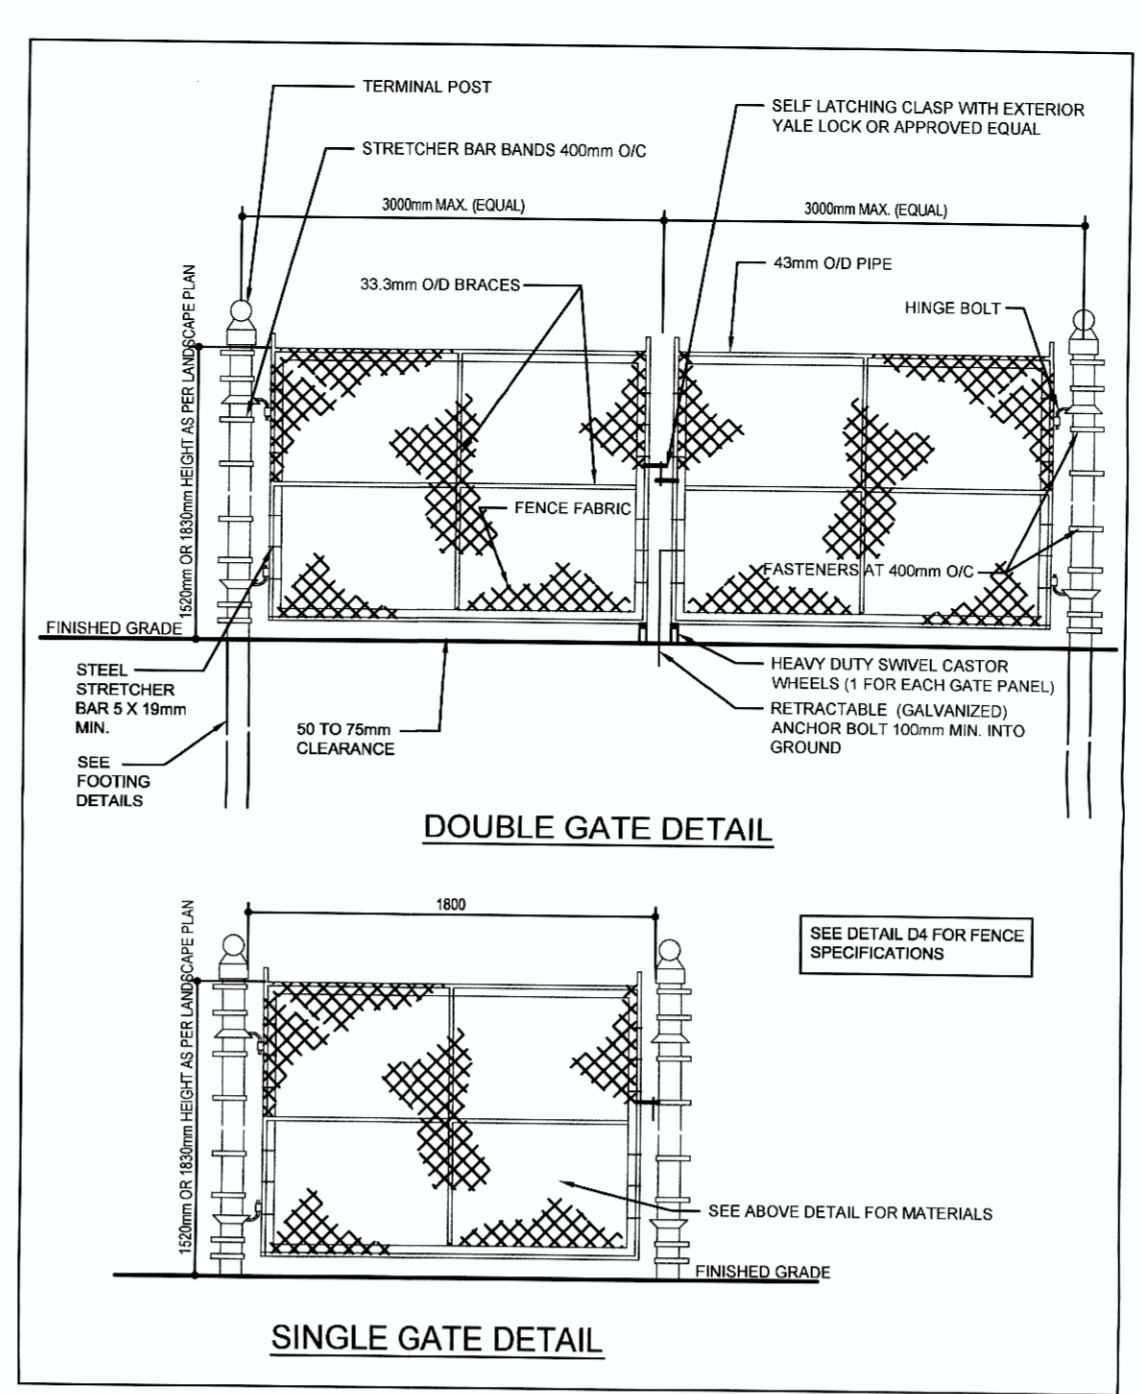 TERMINAL POST
SELF LATCHING CLASP WITH EXTERIOR
YALE LOCK OR APPROVED EQUAL
STRETCHER BAR BANDS 400mm O/C
3000mm MAX. (EQUAL)
3000mm MAX. (EQUAL)
43mm O/D PIPE
33.3mm O/D BRACES
HINGE BOLT
1520mm OR 1830mm HEIGHT AS PER LANDSCAPE PLAN
FENCE FABRIC
FASTENERS AT 400mm O/C
FINISHED GRADE
STEEL
STRETCHER
BAR 5 X 19mm
MIN.
HEAVY DUTY SWIVEL CASTOR
WHEELS (1 FOR EACH GATE PANEL)
RETRACTABLE (GALVANIZED)
ANCHOR BOLT 100mm MIN. INTO
GROUND
50 TO 75mm
CLEARANCE
SEE
FOOTING
DETAILS
DOUBLE GATE DETAIL
1800
SEE DETAIL D4 FOR FENCE
SPECIFICATIONS
1520mm OR 1830mm HEIGHT AS PER LANDSCAPE PLAN
SEE ABOVE DETAIL FOR MATERIALS
FINISHED GRADE
SINGLE GATE DETAIL